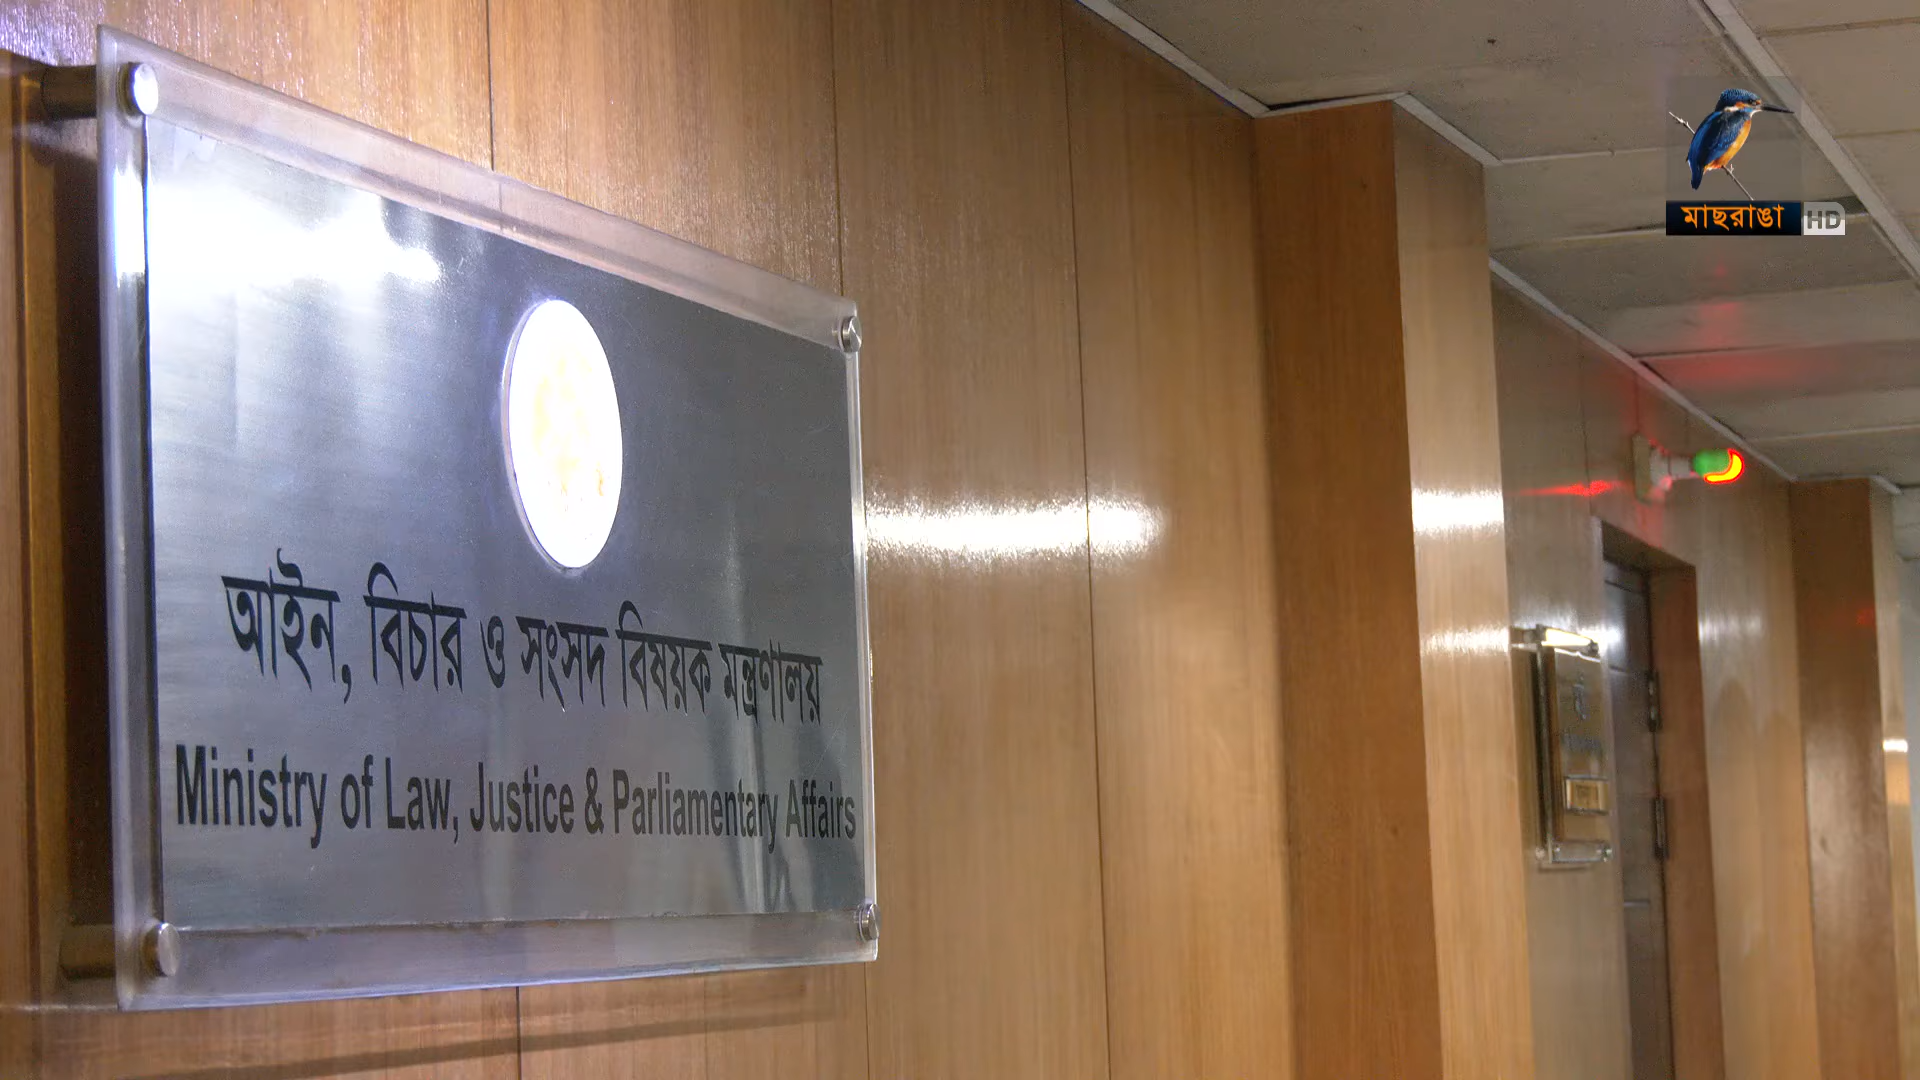 মাছরাঙা HD
আইন, বিচার ও সংসদ বিষয়ক মন্ত্রণালয়
Ministry of Law, Justice & Parliamentary Affairs